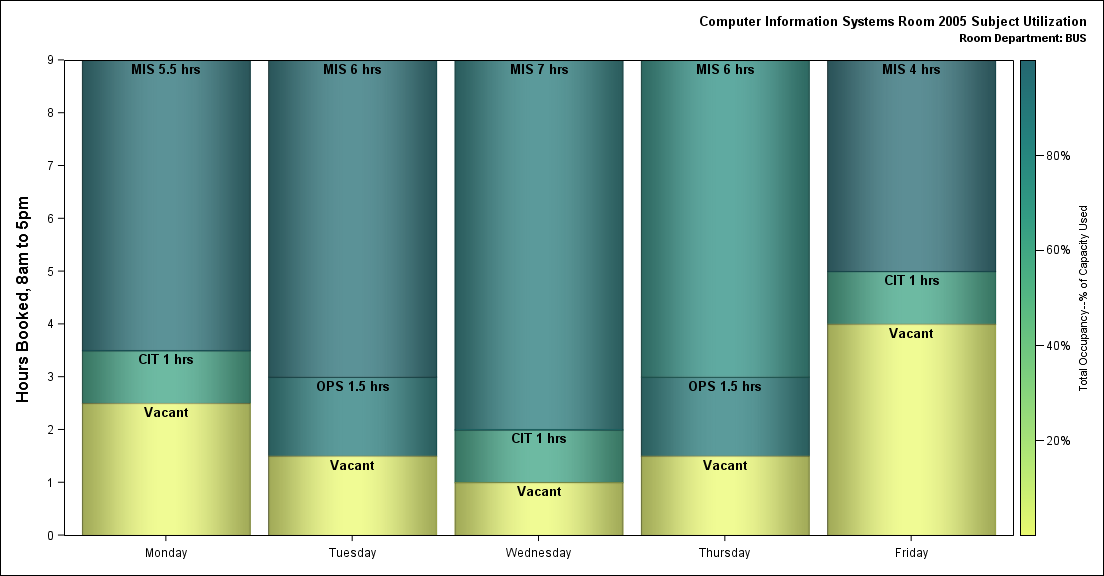 Computer Information Systems Room 2005 Subject Utilization
Room Department: BUS
Hours Booked, 8am to 5pm
9
8
7
6
5
4
3
2
1
0
MIS 5.5 hrs
CIT 1 hrs
Vacant
MIS 6 hrs
OPS 1.5 hrs
Vacant
MIS 7 hrs
CIT 1 hrs
Vacant
MIS 6 hrs
OPS 1.5 hrs
Vacant
MIS 4 hrs
CIT 1 hrs
Vacant
Monday
Tuesday
Wednesday
Thursday
Friday
80%
60%
40%
20%
Total Occupancy--% of Capacity Used